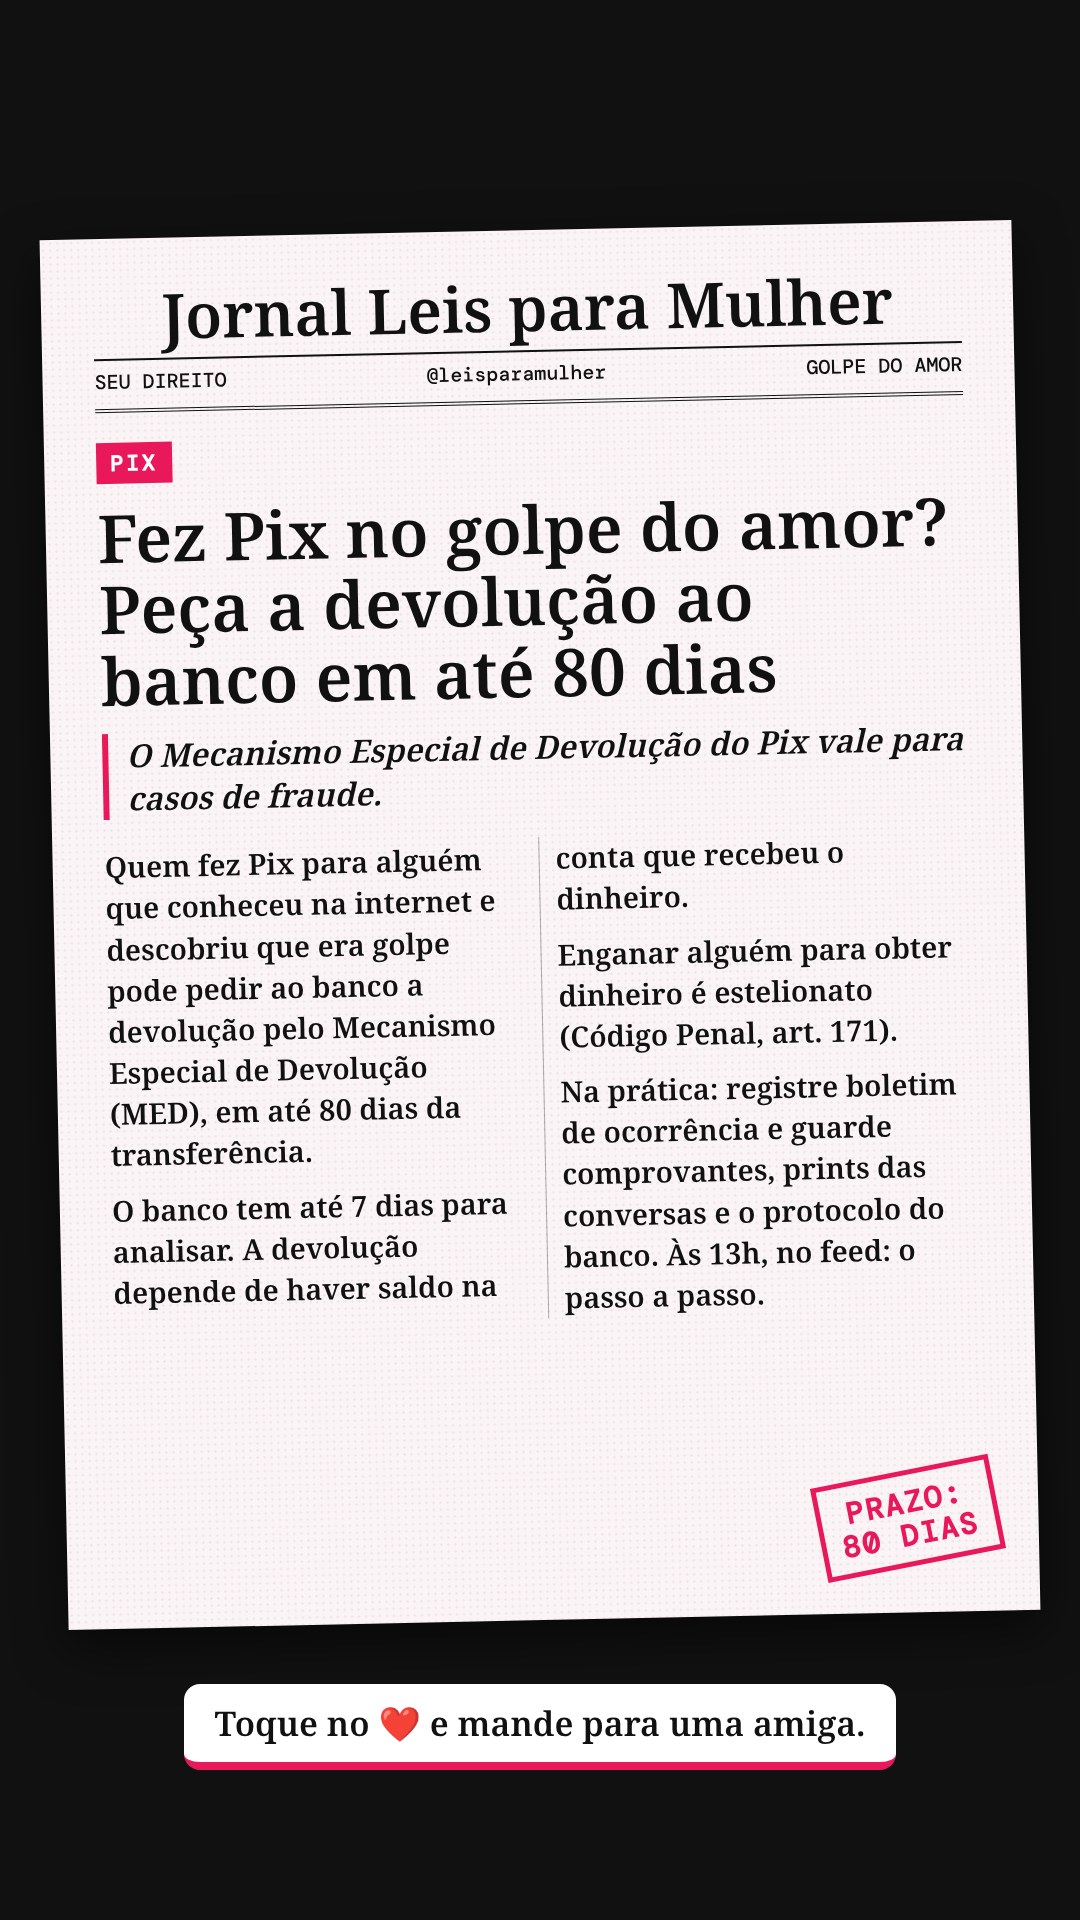 Jornal Leis para Mulher
SEU DIREITO
@leisparamulher
GOLPE DO AMOR
PIX
Fez Pix no golpe do amor?
Peça a devolução ao
banco em até 80 dias
O Mecanismo Especial de Devolução do Pix vale para
casos de fraude.
Quem fez Pix para alguém
que conheceu na internet e
descobriu que era golpe
pode pedir ao banco a
devolução pelo Mecanismo
Especial de Devolução
(MED), em até 80 dias da
transferência.
O banco tem até 7 dias para
analisar. A devolução
depende de haver saldo na
conta que recebeu o
dinheiro.
Enganar alguém para obter
dinheiro é estelionato
(Código Penal, art. 171).
Na prática: registre boletim
de ocorrência e guarde
comprovantes, prints das
conversas e o protocolo do
banco. Às 13h, no feed: o
passo a passo.
PRAZO:
80 DIAS
Toque no ❤️ e mande para uma amiga.